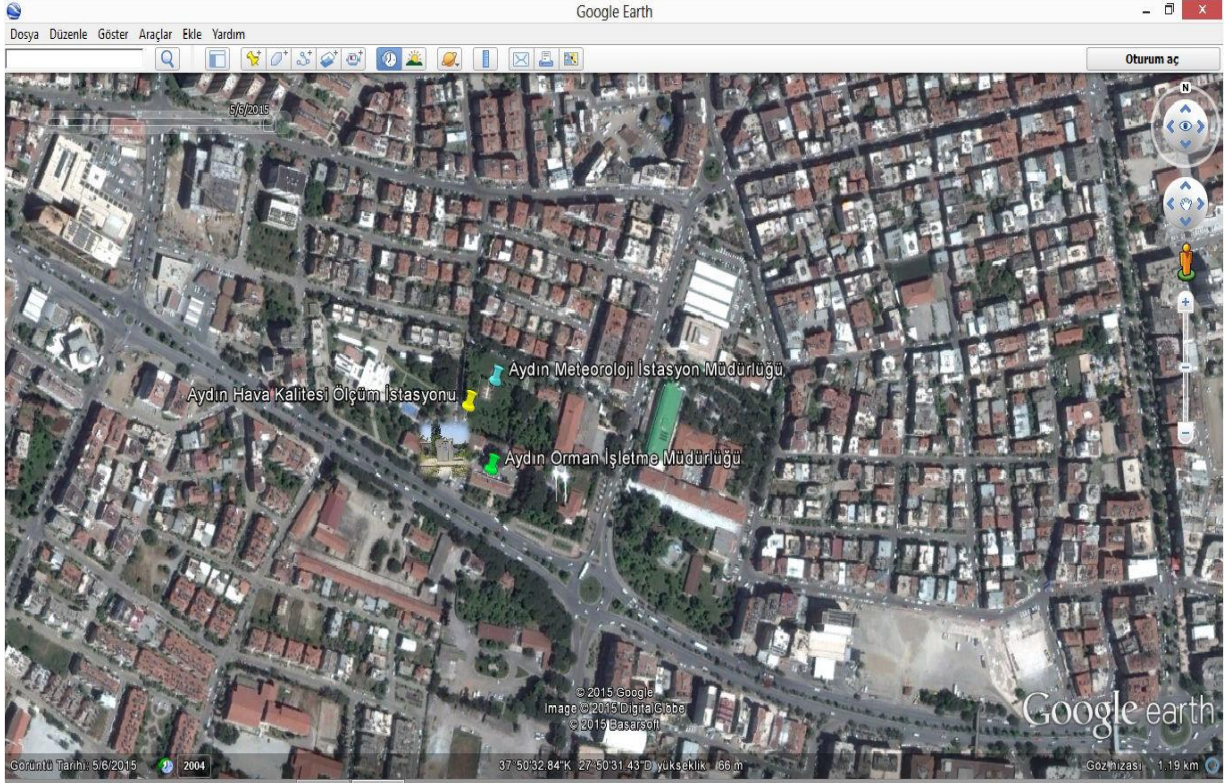 Google Earth
Dosya Düzenle Göster Araçlar Ekle Yardım
Oturum aç
5/6/2015
N
Aydın Meteoroloji İstasyon Müdürlüğü
Aydın Hava Kalitesi Ölçüm İstasyonu
Aydın Orman İşletme Müdürlüğü
© 2015 Google
Image © 2015 DigitalGlobe
© 2015 Basarsoft
Google earth
Görüntü Tarihi: 5/6/2015 2004 37°50'32.84"K 27°50'31.43"D yükseklik 66 m Göz hizası 1.19 km